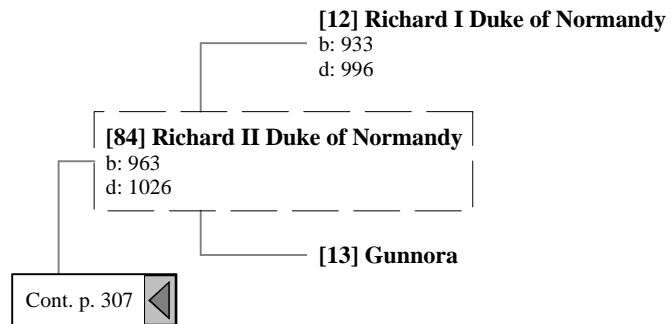 [12] Richard I Duke of Normandy
b: 933
d: 996
[84] Richard II Duke of Normandy
b: 963
d: 1026
[13] Gunnora
Cont. p. 307